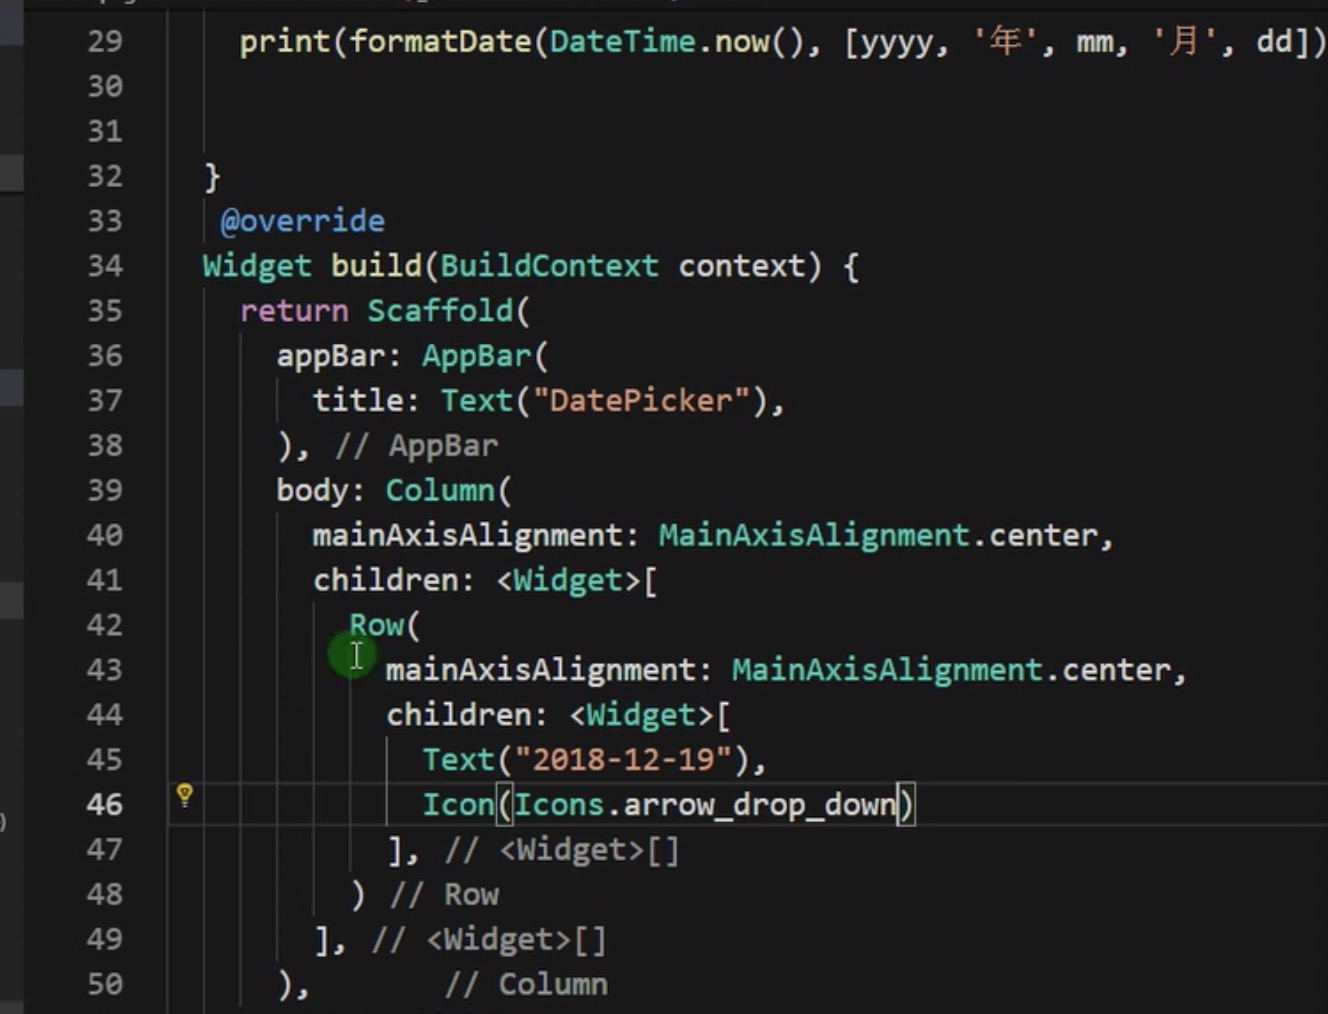 29 print(formatDate(DateTime.now(), [yyyy, '年', mm, '月', dd])
30
31
32 }
33 @override
34 Widget build(BuildContext context) {
35 return Scaffold(
36 appBar: AppBar(
37 title: Text("DatePicker"),
38 ), // AppBar
39 body: Column(
40 mainAxisAlignment: MainAxisAlignment.center,
41 children: <Widget>[
42 Row(
43 mainAxisAlignment: MainAxisAlignment.center,
44 children: <Widget>[
45 Text("2018-12-19"),
46 Icon(Icons.arrow_drop_down)
47 ], // <Widget>[]
48 ) // Row
49 ], // <Widget>[]
50 ), // Column